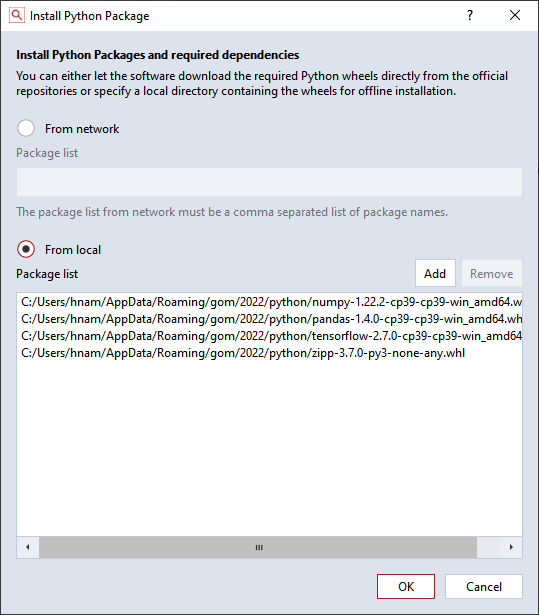 Install Python Package
?
Install Python Packages and required dependencies
You can either let the software download the required Python wheels directly from the official
repositories or specify a local directory containing the wheels for offline installation.
From network
Package list
The package list from network must be a comma separated list of package names.
From local
Package list
Add
Remove
C:/Users/hnam/AppData/Roaming/gom/2022/python/numpy-1.22.2-cp39-cp39-win_amd64.w
C:/Users/hnam/AppData/Roaming/gom/2022/python/pandas-1.4.0-cp39-cp39-win_amd64.wh
C:/Users/hnam/AppData/Roaming/gom/2022/python/tensorflow-2.7.0-cp39-cp39-win_amd64
C:/Users/hnam/AppData/Roaming/gom/2022/python/zipp-3.7.0-py3-none-any.whl
OK
Cancel